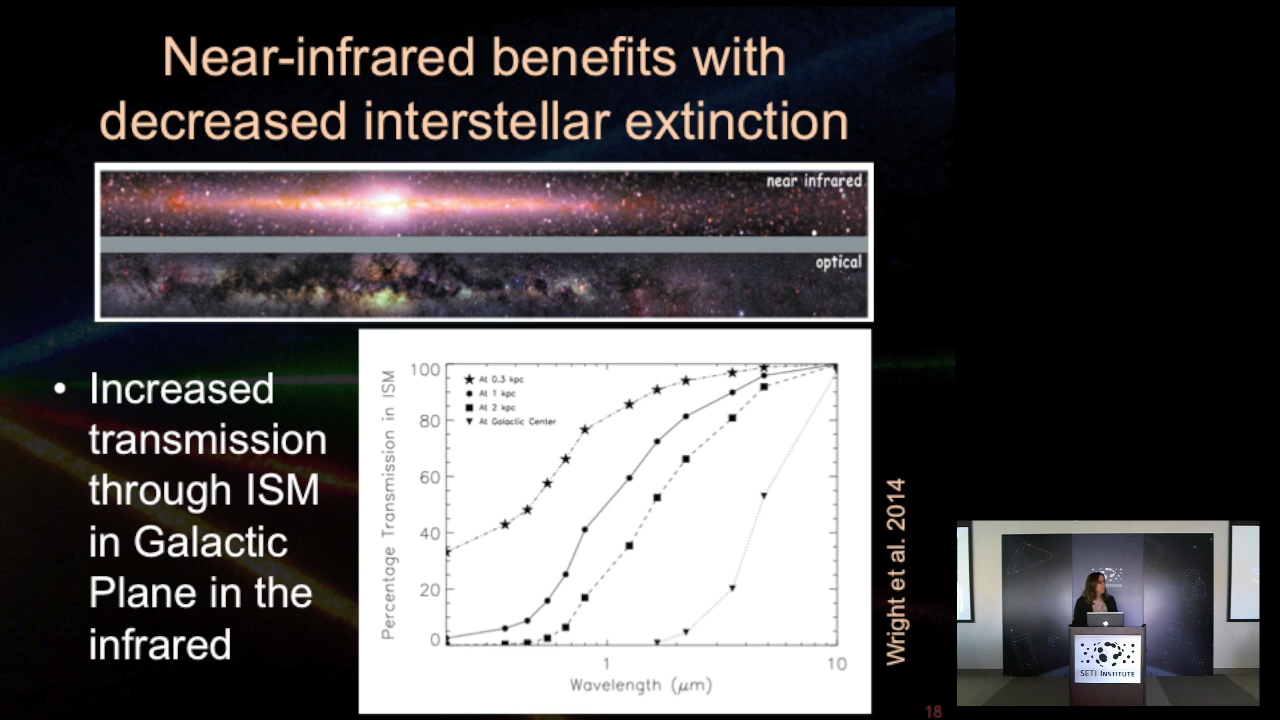 Near-infrared benefits with
decreased interstellar extinction
near infrared
optical
• Increased
transmission
through ISM
in Galactic
Plane in the
infrared
Percentage Transmission in ISM
100
80
60
40
20
0
At 0.3 kpc
At 1 kpc
At 2 kpc
At Galactic Center
1
10
Wavelength (μm)
Wright et al. 2014
18
SETI INSTITUTE